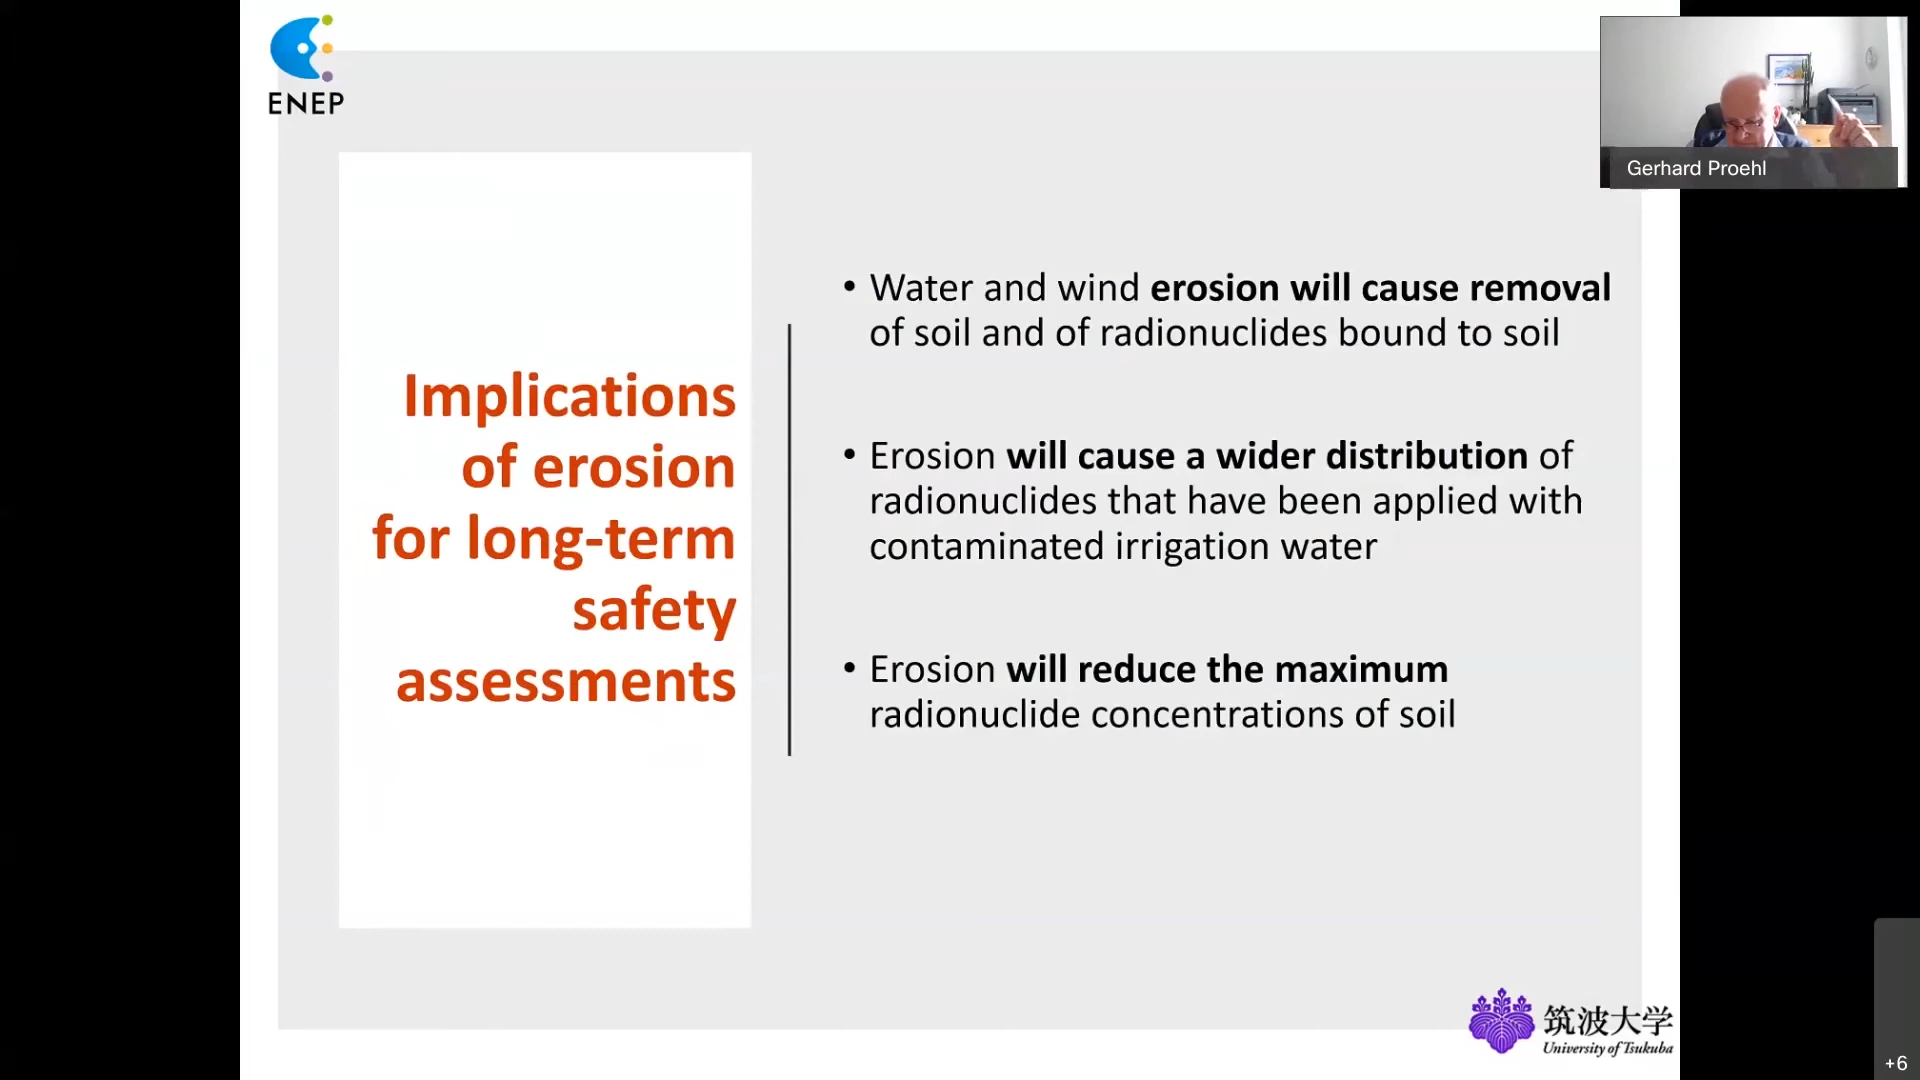 ENEP
Gerhard Proehl
Implications
of erosion
for long-term
safety
assessments
• Water and wind erosion will cause removal
of soil and of radionuclides bound to soil
• Erosion will cause a wider distribution of
radionuclides that have been applied with
contaminated irrigation water
• Erosion will reduce the maximum
radionuclide concentrations of soil
筑波大学
University of Tsukuba
+6